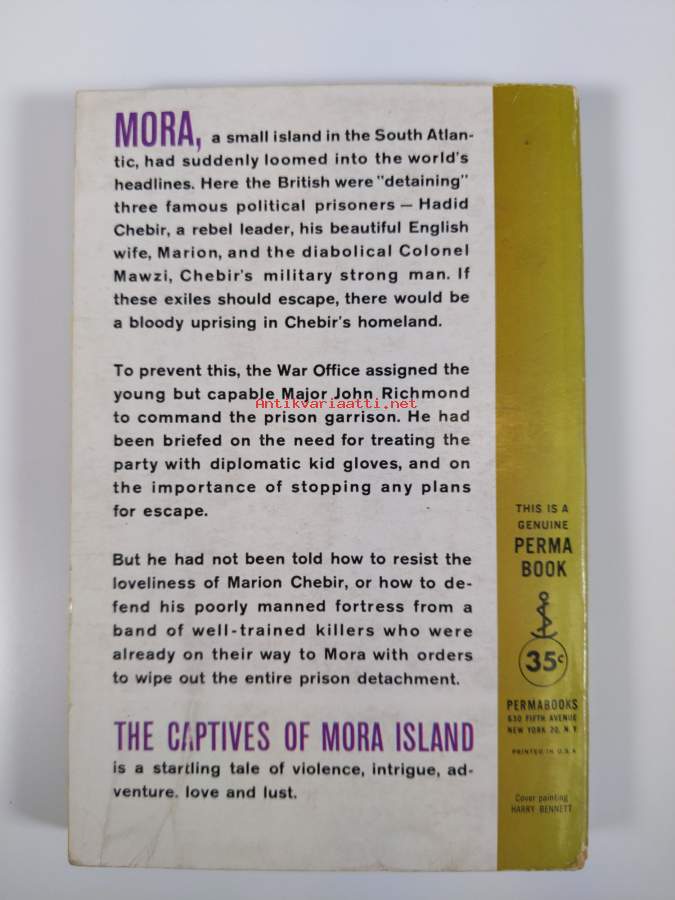 MORA, a small island in the South Atlan-
tic, had suddenly loomed into the world's
headlines. Here the British were "detaining"
three famous political prisoners — Hadid
Chebir, a rebel leader, his beautiful English
wife, Marion, and the diabolical Colonel
Mawzi, Chebir's military strong man. If
these exiles should escape, there would be
a bloody uprising in Chebir's homeland.
To prevent this, the War Office assigned the
young but capable Major John Richmond
Antikvariaatti.net
to command the prison garrison. He had
been briefed on the need for treating the
party with diplomatic kid gloves, and on
the importance of stopping any plans
for escape.
But he had not been told how to resist the
loveliness of Marion Chebir, or how to de-
fend his poorly manned fortress from a
band of well-trained killers who were
already on their way to Mora with orders
to wipe out the entire prison detachment.
THE CAPTIVES OF MORA ISLAND
is a startling tale of violence, intrigue, ad-
venture, love and lust.
THIS IS A
GENUINE
PERMA
BOOK
35¢
PERMABOOKS
630 FIFTH AVENUE
NEW YORK 20, N. Y.
PRINTED IN U.S.A
Cover painting
HARRY BENNETT